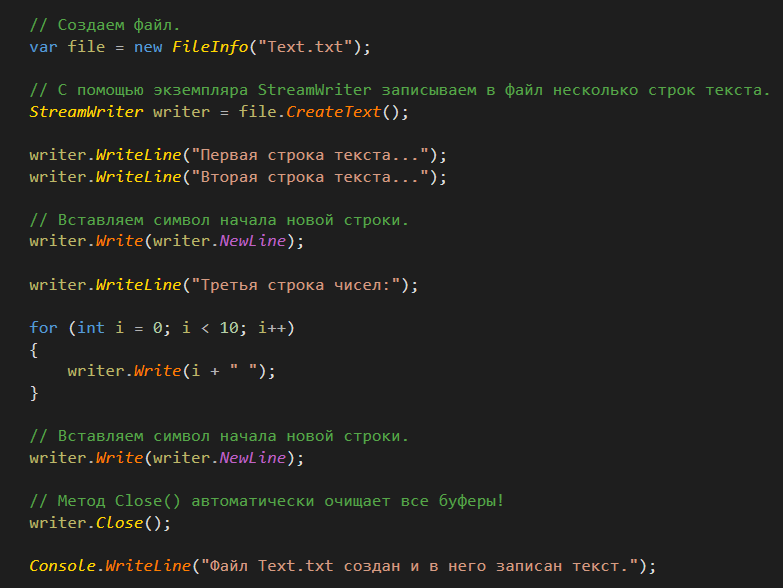 // Создаем файл.
var file = new FileInfo("Text.txt");
// С помощью экземпляра StreamWriter записываем в файл несколько строк текста.
StreamWriter writer = file.CreateText();
writer.WriteLine("Первая строка текста...");
writer.WriteLine("Вторая строка текста...");
// Вставляем символ начала новой строки.
writer.Write(writer.NewLine);
writer.WriteLine("Третья строка чисел:");
for (int i = 0; i < 10; i++)
{
    writer.Write(i + " ");
}
// Вставляем символ начала новой строки.
writer.Write(writer.NewLine);
// Метод Close() автоматически очищает все буферы!
writer.Close();
Console.WriteLine("Файл Text.txt создан и в него записан текст.");